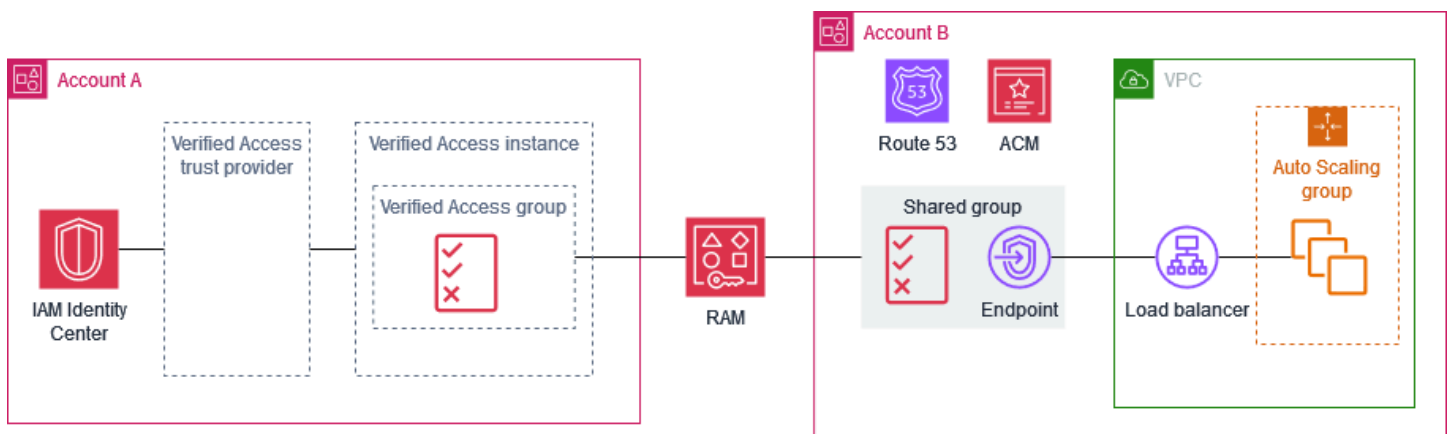 Account A
Verified Access
trust provider
Verified Access instance
Verified Access group
IAM Identity
Center
RAM
Account B
53
Route 53
ACM
VPC
Auto Scaling
group
Shared group
Endpoint
Load balancer